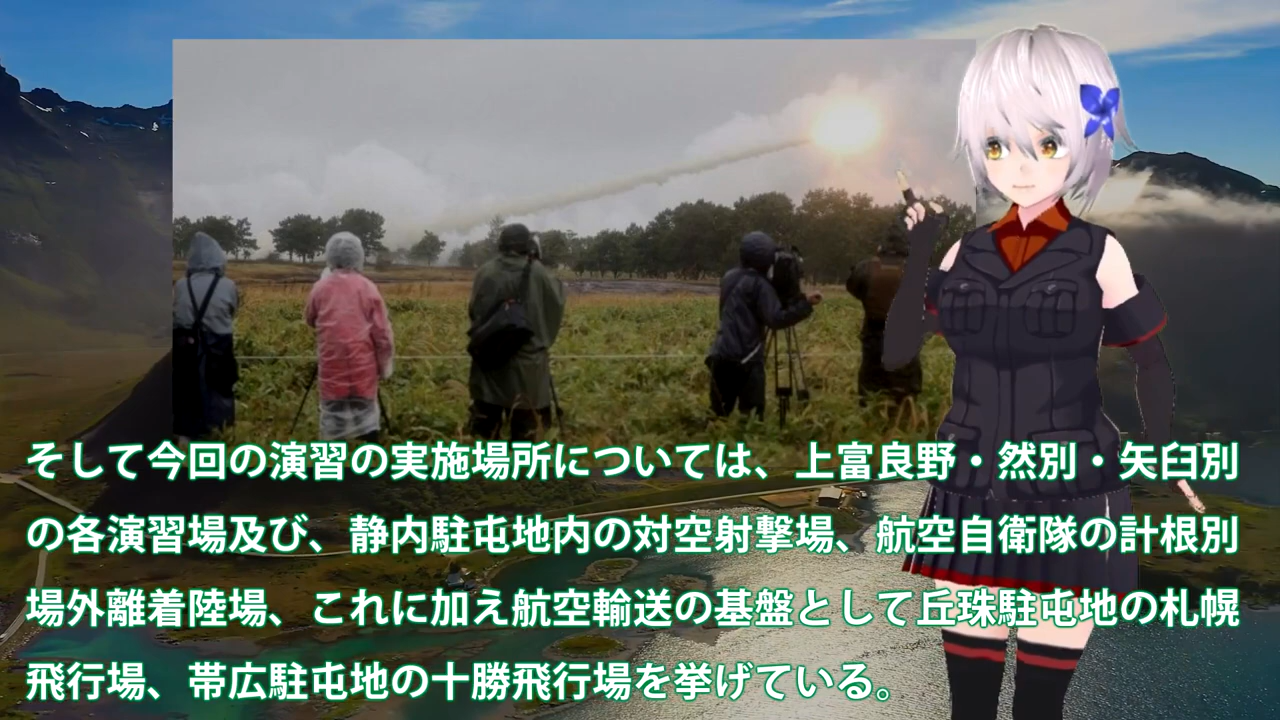 そして今回の演習の実施場所については、上富良野・然別・矢臼別
の各演習場及び、静内駐屯地内の対空射撃場、航空自衛隊の計根別
場外離着陸場、これに加え航空輸送の基盤として丘珠駐屯地の札幌
飛行場、帯広駐屯地の十勝飛行場を挙げている。